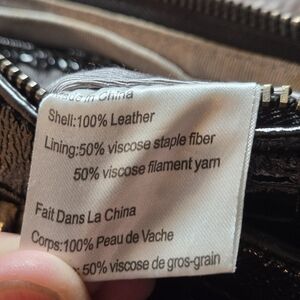 in China
Shell:100% Leather
Lining:50% viscose staple fiber
50% viscose filament yarn
Fait Dans La China
Corps:100% Peau de Vache
: 50% viscose de gros-grain